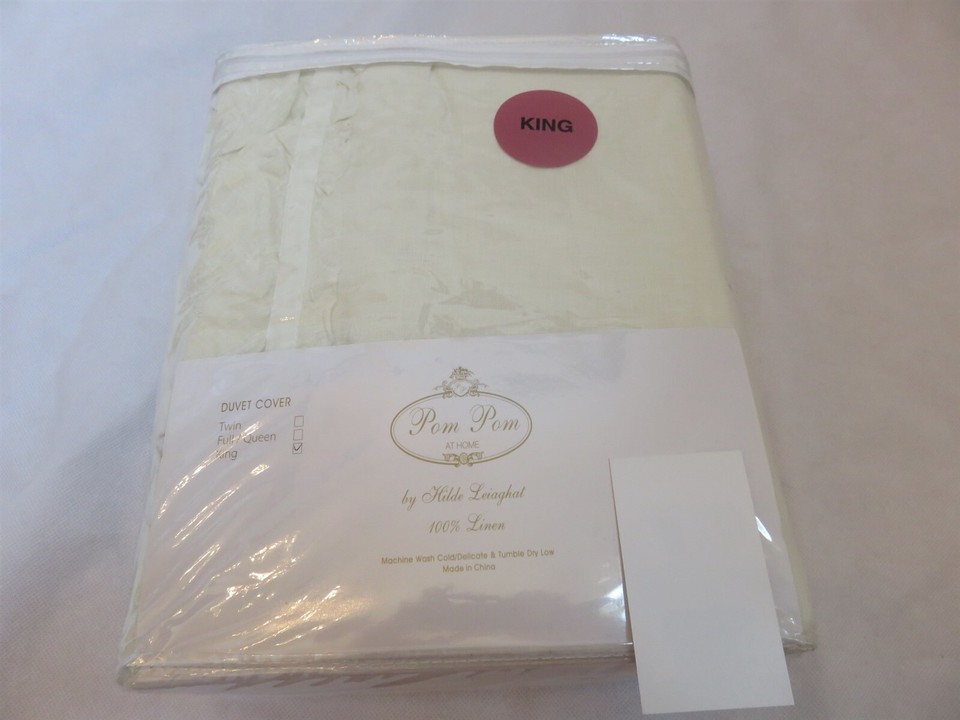 KING
DUVET COVER
Twin
Full / Queen
King
Pom Pom
AT HOME
by Hilde Leiaghat
100% Linen
Machine Wash Cold/Delicate & Tumble Dry Low
Made in China